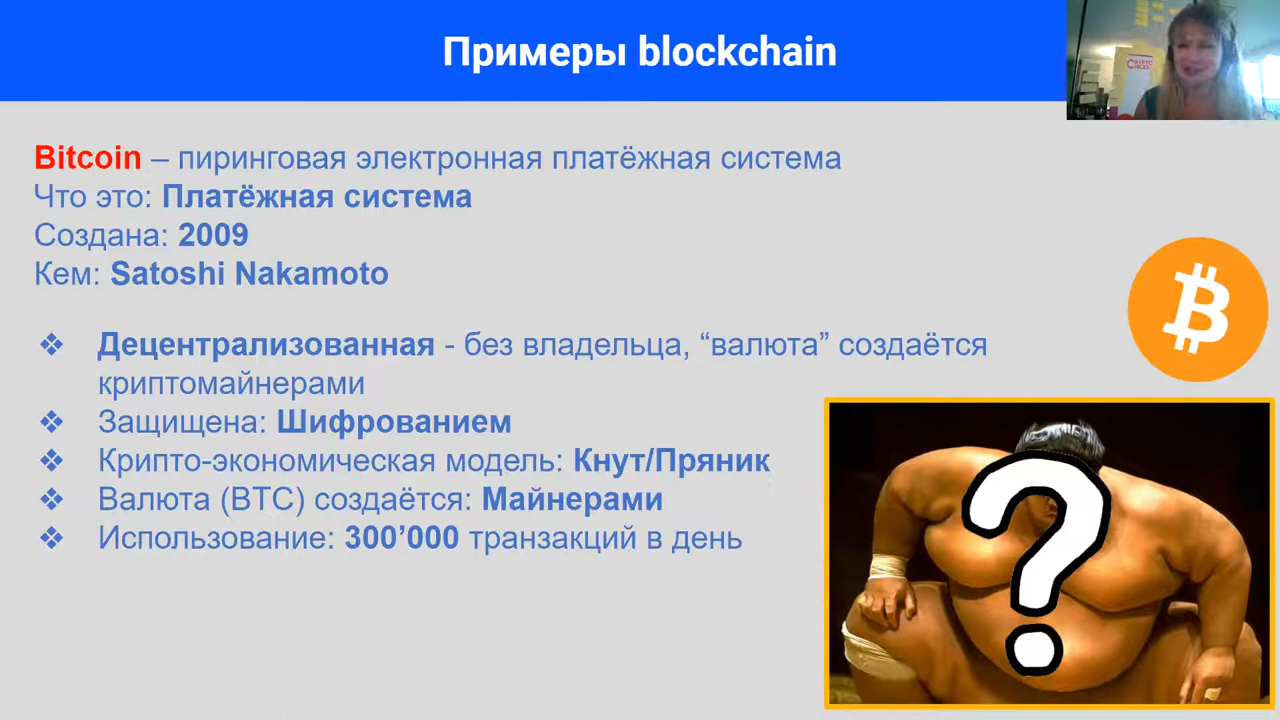 Примеры blockchain
Bitcoin – пиринговая электронная платёжная система
Что это: Платёжная система
Создана: 2009
Кем: Satoshi Nakamoto
❖ Децентрализованная - без владельца, “валюта” создаётся
криптомайнерами
❖ Защищена: Шифрованием
❖ Крипто-экономическая модель: Кнут/Пряник
❖ Валюта (BTC) создаётся: Майнерами
❖ Использование: 300’000 транзакций в день
?